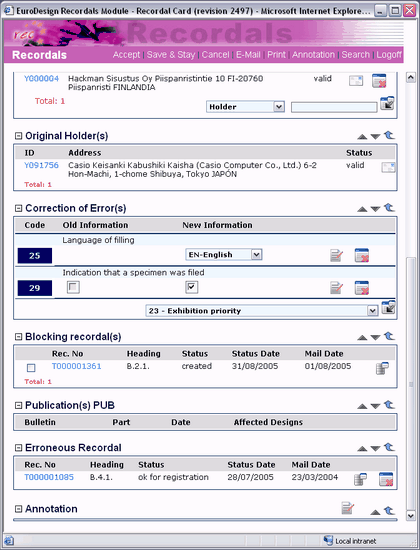 EuroDesign Recordals Module - Recordal Card (revision 2497) - Microsoft Internet Explore...
rec
Recordals
Recordals
Accept | Save & Stay | Cancel | E-Mail | Print | Annotation | Search | Logoff
Y000004 Hackman Sisustus Oy Piispanristintie 10 FI-20760 valid
Piispanristi FINLANDIA
Total: 1
Holder
Original Holder(s)
ID Address Status
Y091756 Casio Keisanki Kabushiki Kaisha (Casio Computer Co., Ltd.) 6-2 valid
Hon-Machi, 1-chome Shibuya, Tokyo JAPÓN
Total: 1
Correction of Error(s)
Code Old Information New Information
Language of filling
25 EN-English
Indication that a specimen was filed
29
23 - Exhibition priority
Blocking recordal(s)
Rec. No Heading Status Status Date Mail Date
T000001361 B.2.1. created 31/08/2005 01/08/2005
Total: 1
Publication(s) PUB
Bulletin Part Date Affected Designs
Erroneous Recordal
Rec. No Heading Status Status Date Mail Date
T000001085 B.4.1. ok for registration 28/07/2005 23/03/2004
Annotation
Local intranet